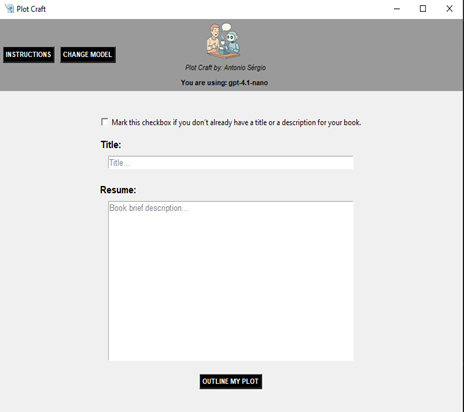 Plot Craft
INSTRUCTIONS
CHANGE MODEL
Plot Craft by: Antonio Sérgio
You are using: gpt-4.1-nano
Mark this checkbox if you don't already have a title or a description for your book.
Title:
Title...
Resume:
Book brief description...
OUTLINE MY PLOT